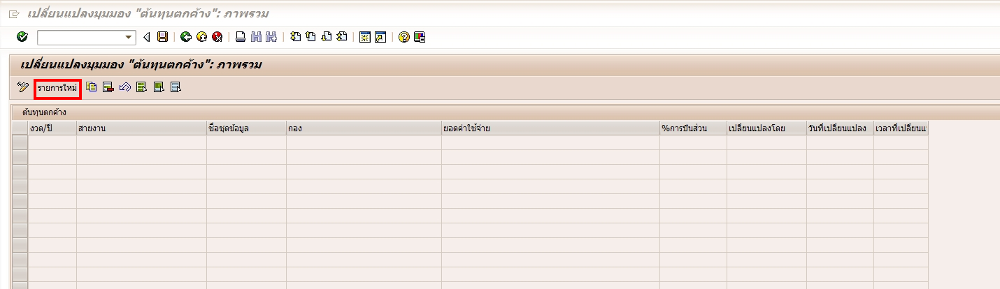 เปลี่ยนแปลงมุมมอง "ต้นทุนตกค้าง": ภาพรวม
เปลี่ยนแปลงมุมมอง "ต้นทุนตกค้าง": ภาพรวม
รายการใหม่
ต้นทุนตกค้าง
งวด/ปี สายงาน ชื่อชุดข้อมูล กอง ยอดค่าใช้จ่าย %การปันส่วน เปลี่ยนแปลงโดย วันที่เปลี่ยนแปลง เวลาที่เปลี่ยนแ